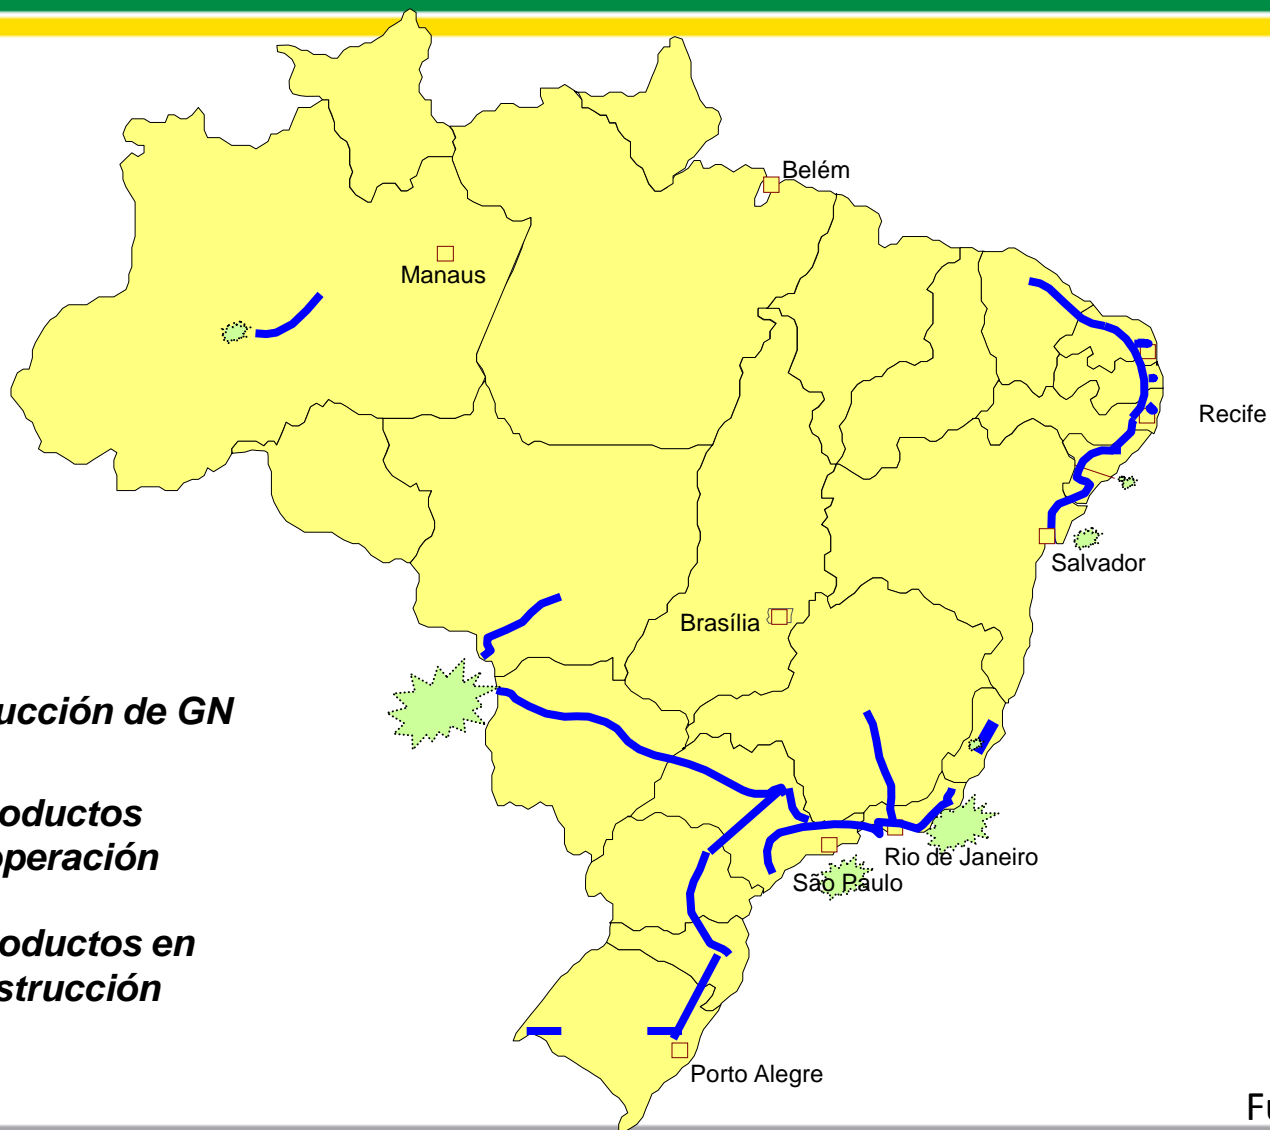 Belém
Manaus
Recife
Salvador
Brasília
ucción de GN
oductos
operación
Rio de Janeiro
São Paulo
oductos en
strucción
Porto Alegre
Fu